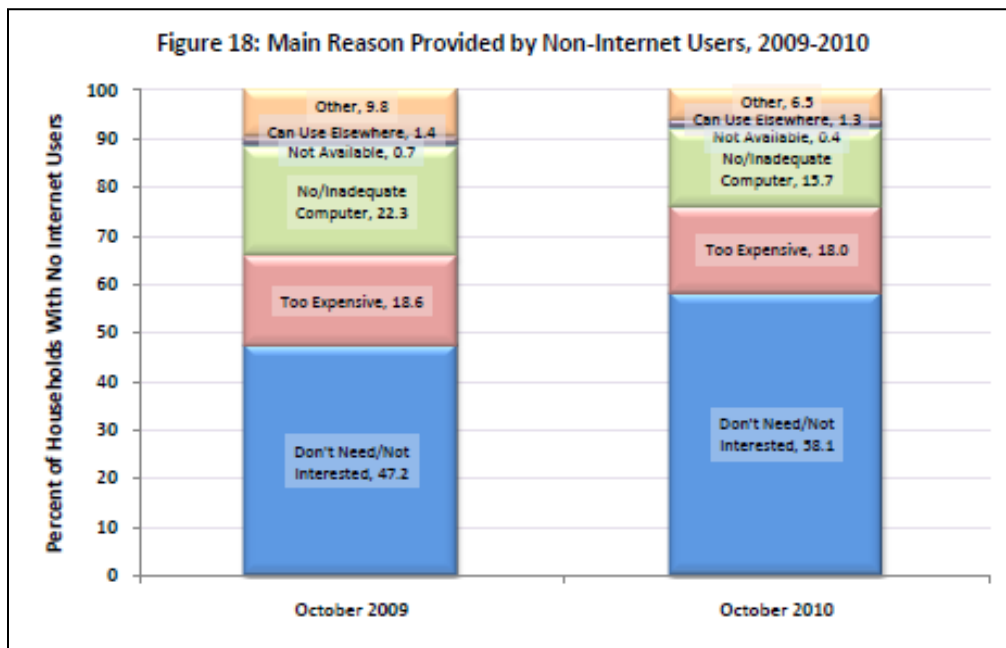 Figure 18: Main Reason Provided by Non-Internet Users, 2009-2010
Percent of Households With No Internet Users
100
90
80
70
60
50
40
30
20
10
0
Other, 9.8
Can Use Elsewhere, 1.4
Not Available, 0.7
No/Inadequate
Computer, 22.3
Too Expensive, 18.6
Don't Need/Not
Interested, 47.2
Other, 6.5
Can Use Elsewhere, 1.3
Not Available, 0.4
No/Inadequate
Computer, 15.7
Too Expensive, 18.0
Don't Need/Not
Interested, 58.1
October 2009
October 2010